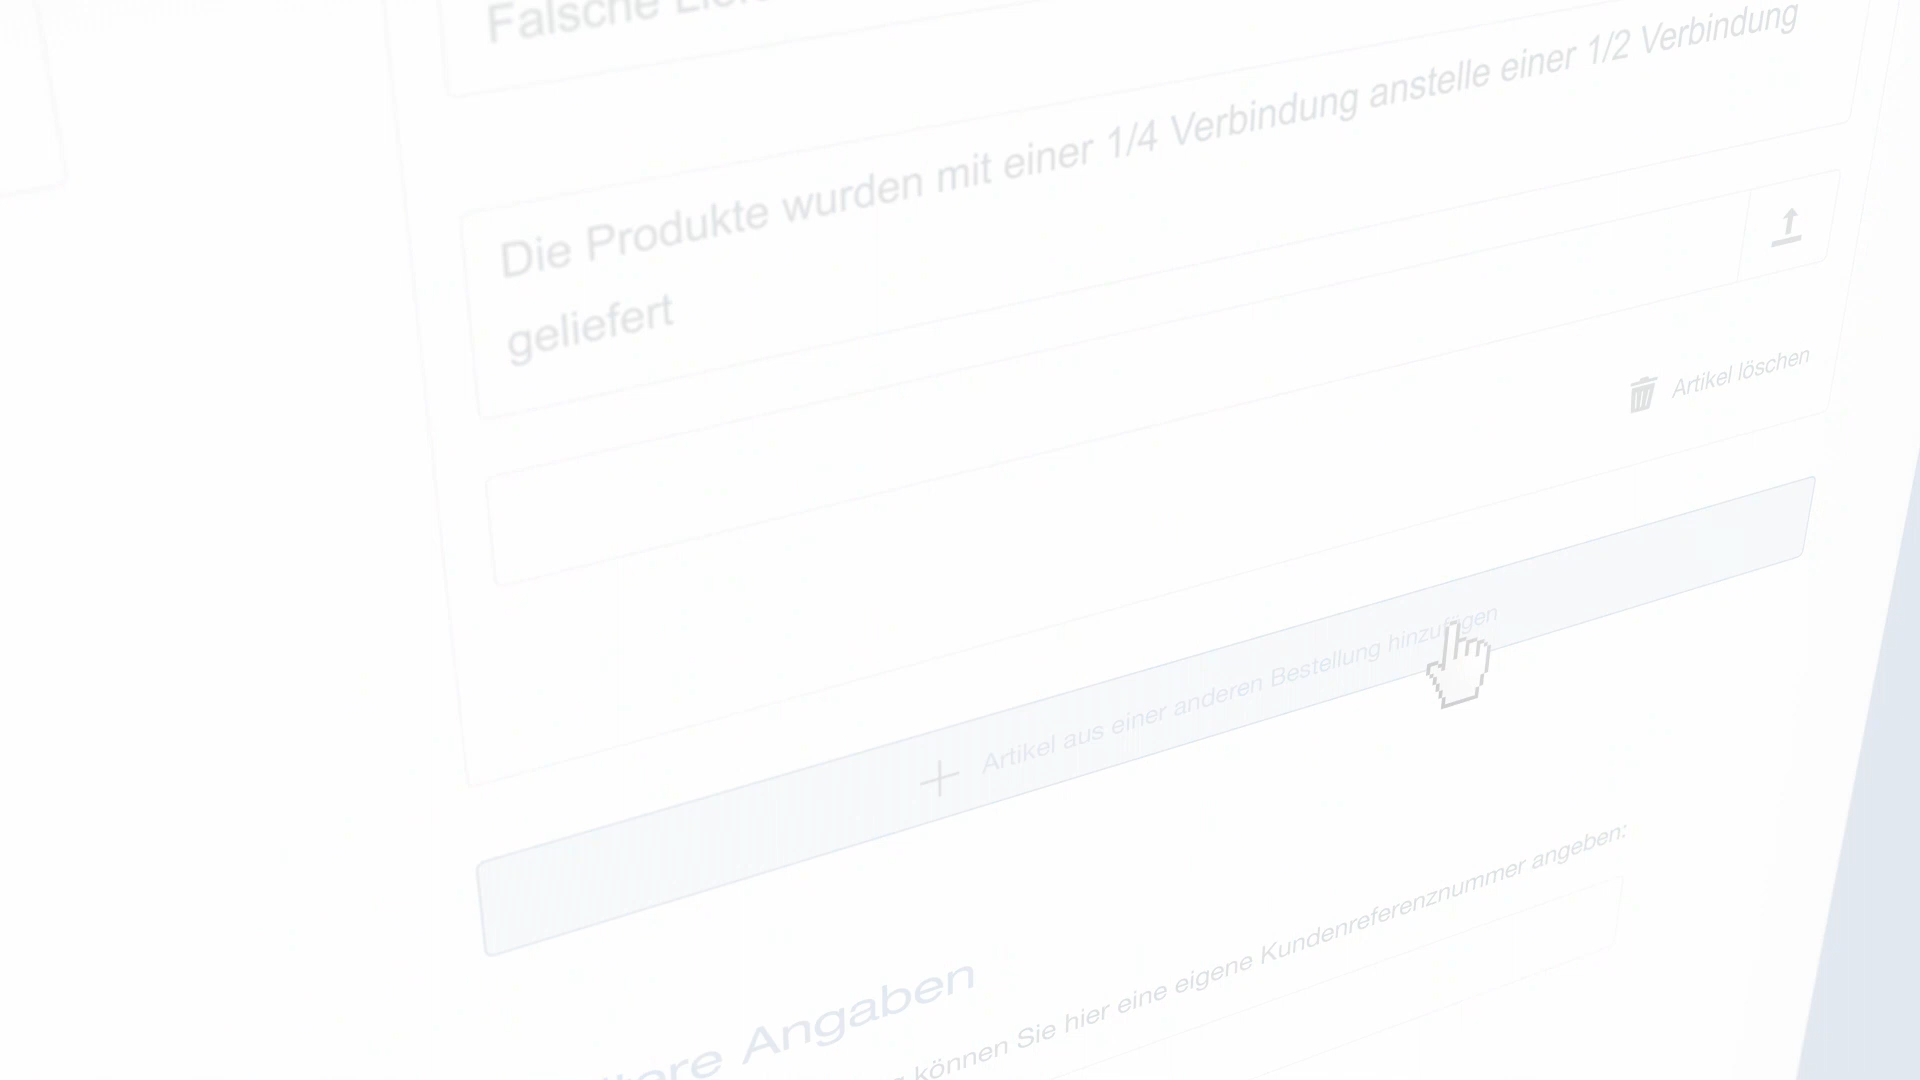 Falsche
Die Produkte wurden mit einer 1/4 Verbindung anstelle einer 1/2 Verbindung
geliefert
Artikel löschen
Artikel aus einer anderen Bestellung hinzufügen
Angaben
können Sie hier eine eigene Kundenreferenznummer angeben: